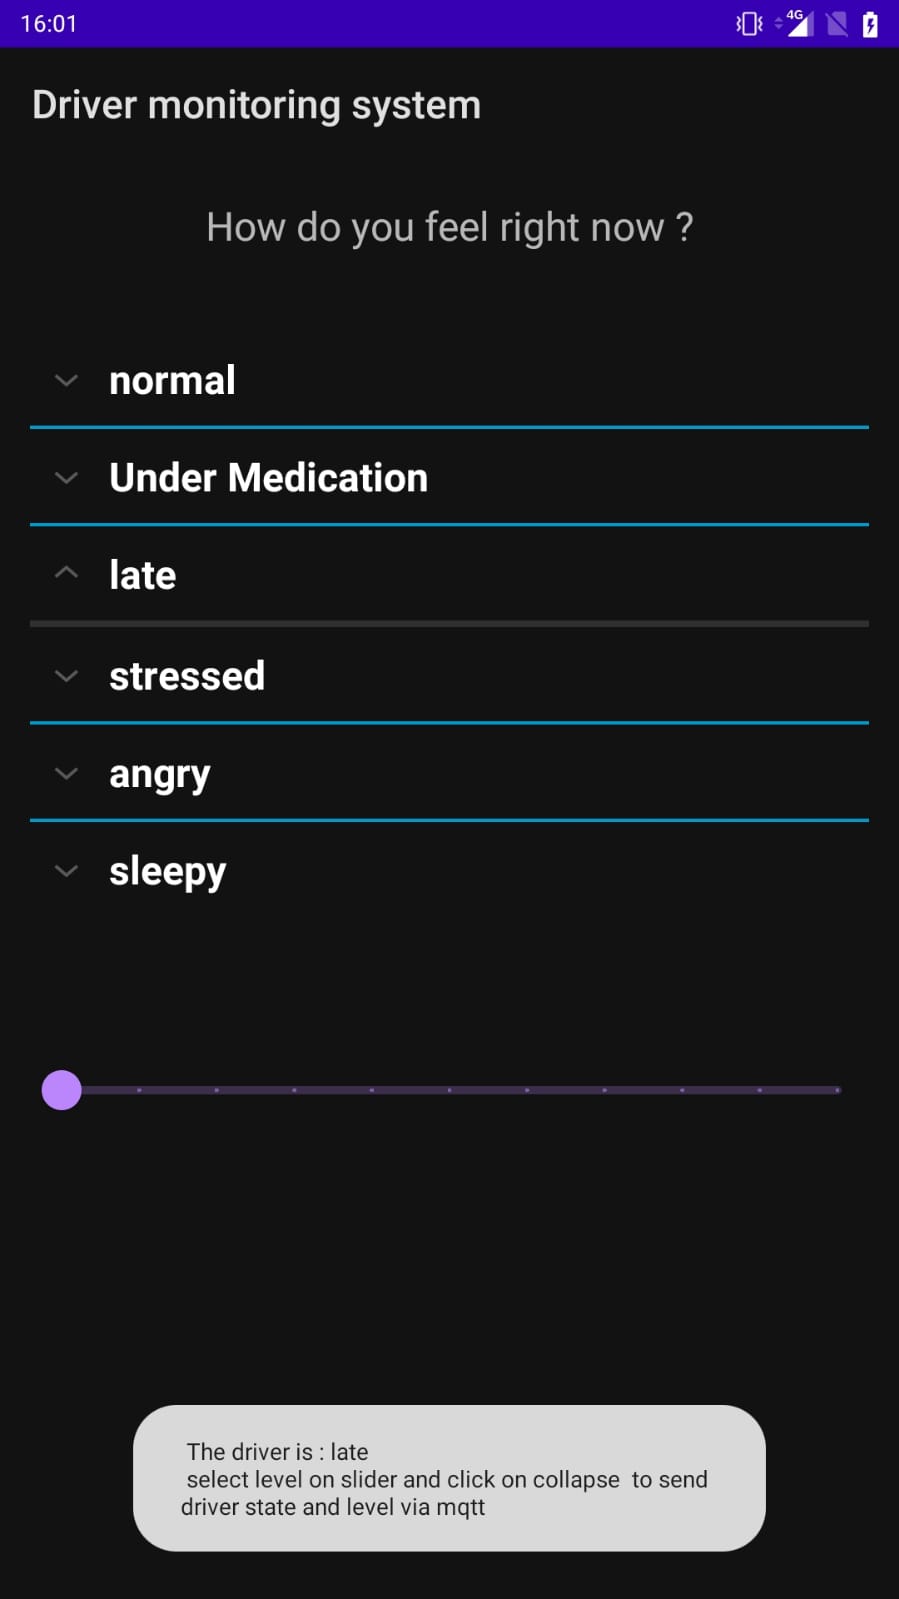 16:01
4G
Driver monitoring system
How do you feel right now ?
normal
Under Medication
late
stressed
angry
sleepy
The driver is : late
select level on slider and click on collapse  to send
driver state and level via mqtt